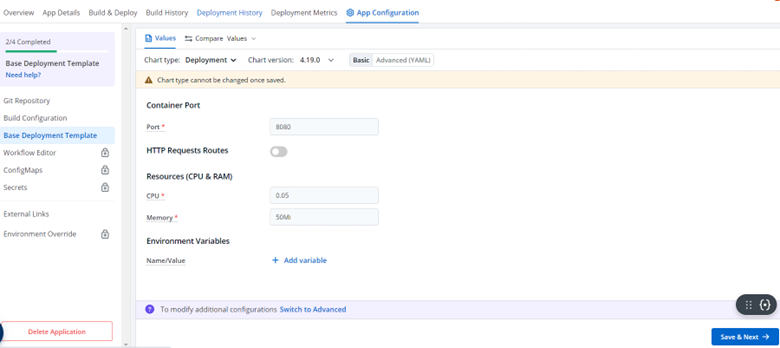 Overview App Details Build & Deploy Build History Deployment History Deployment Metrics App Configuration
2/4 Completed
Base Deployment Template
Need help?
Git Repository
Build Configuration
Base Deployment Template
Workflow Editor
ConfigMaps
Secrets
External Links
Environment Override
Delete Application
Values Compare Values
Chart type: Deployment Chart version: 4.19.0 Basic Advanced (YAML)
Chart type cannot be changed once saved.
Container Port
Port * 8080
HTTP Requests Routes
Resources (CPU & RAM)
CPU * 0.05
Memory * 50Mi
Environment Variables
Name/Value + Add variable
? To modify additional configurations Switch to Advanced
Save & Next →